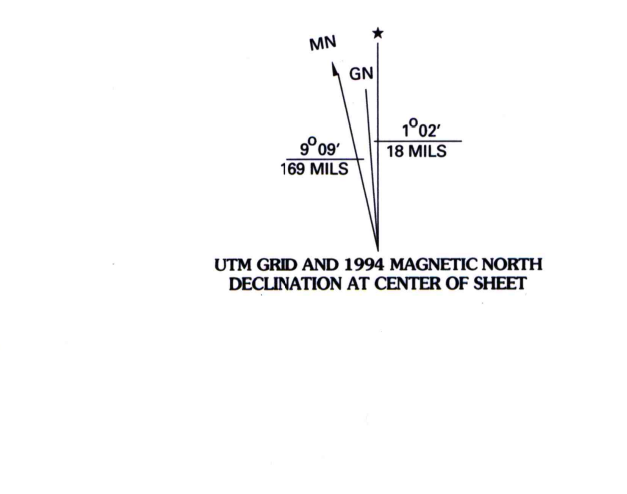 MN
★
GN
1°02′
18 MILS
9°09′
169 MILS
UTM GRID AND 1994 MAGNETIC NORTH
DECLINATION AT CENTER OF SHEET